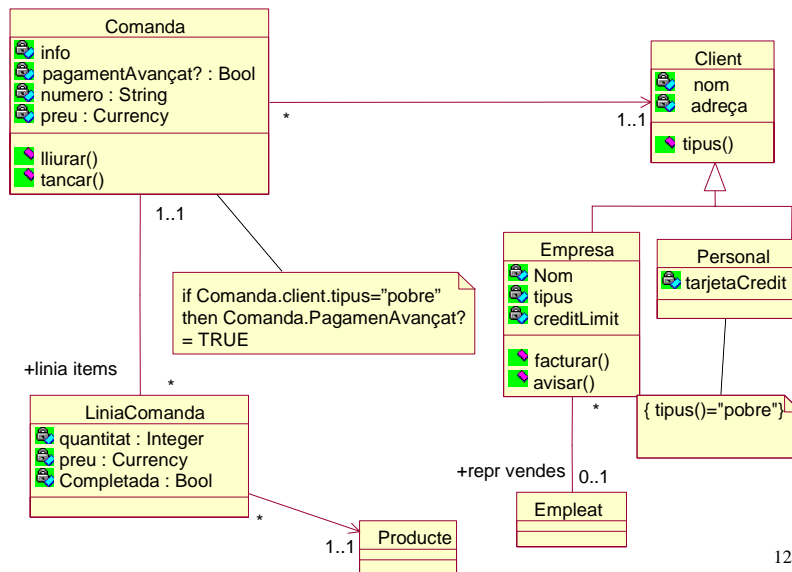 Comanda
info
pagamentAvançat? : Bool
numero : String
preu : Currency
lliurar()
tancar()
*
1..1
Client
nom
adreça
tipus()
1..1
if Comanda.client.tipus="pobre"
then Comanda.PagamenAvançat?
= TRUE
Empresa
Nom
tipus
creditLimit
facturar()
avisar()
Personal
tarjetaCredit
{ tipus()="pobre"}
+linia items
*
LiniaComanda
quantitat : Integer
preu : Currency
Completada : Bool
*
1..1
Producte
*
+repr vendes
0..1
Empleat
12